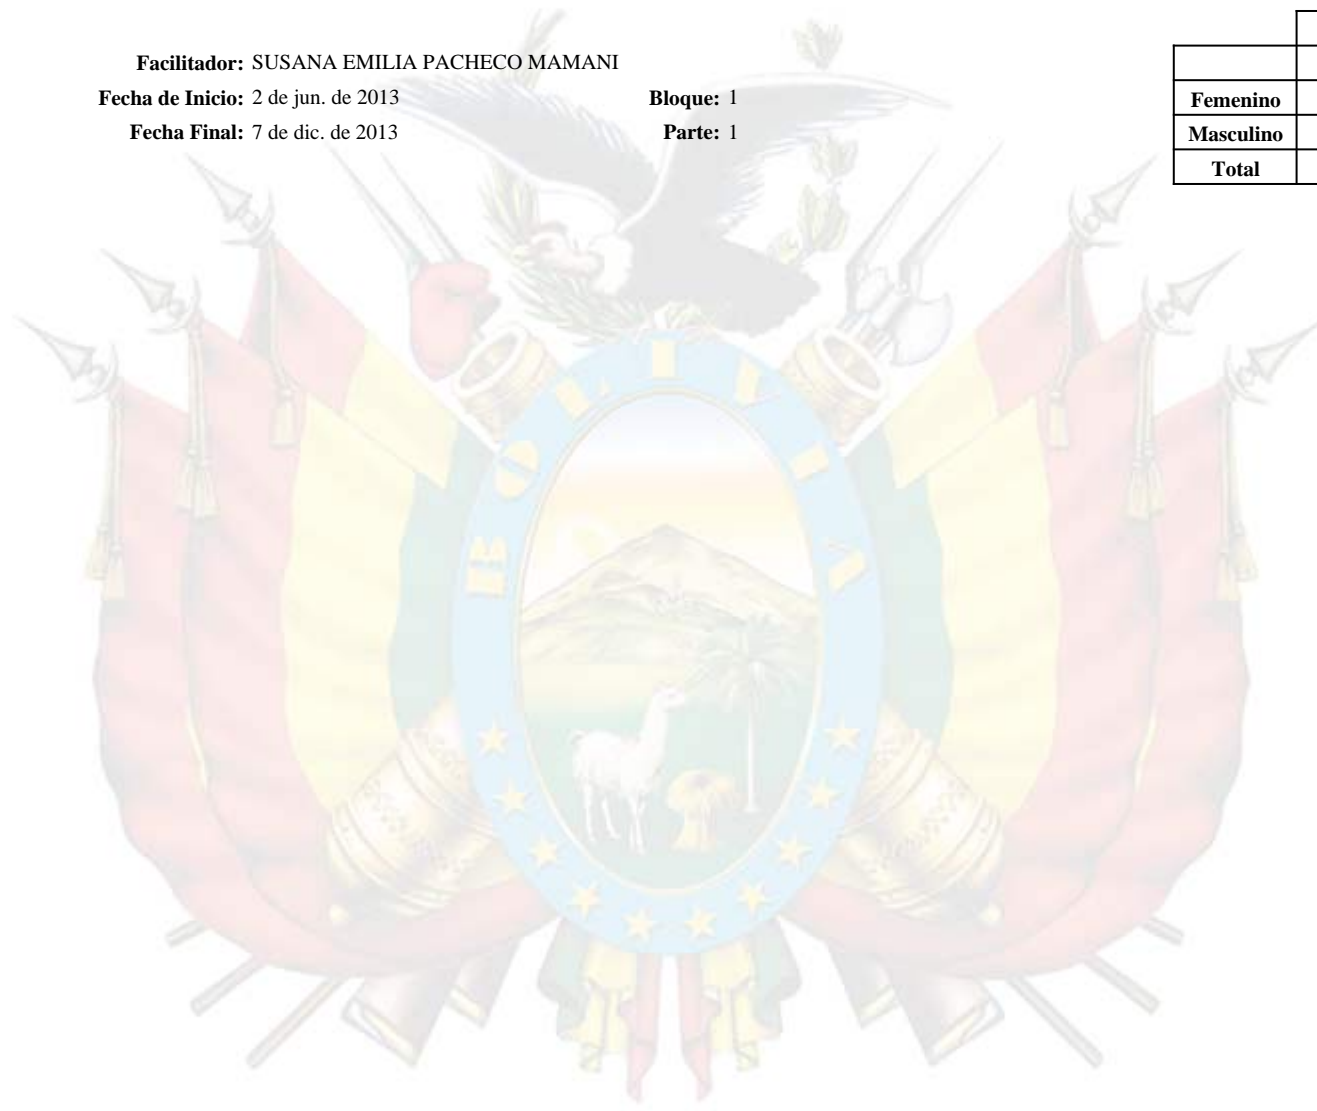 Facilitador: SUSANA EMILIA PACHECO MAMANI
Fecha de Inicio: 2 de jun. de 2013 Bloque: 1
Fecha Final: 7 de dic. de 2013 Parte: 1
Femenino
Masculino
Total
BOLIVIA